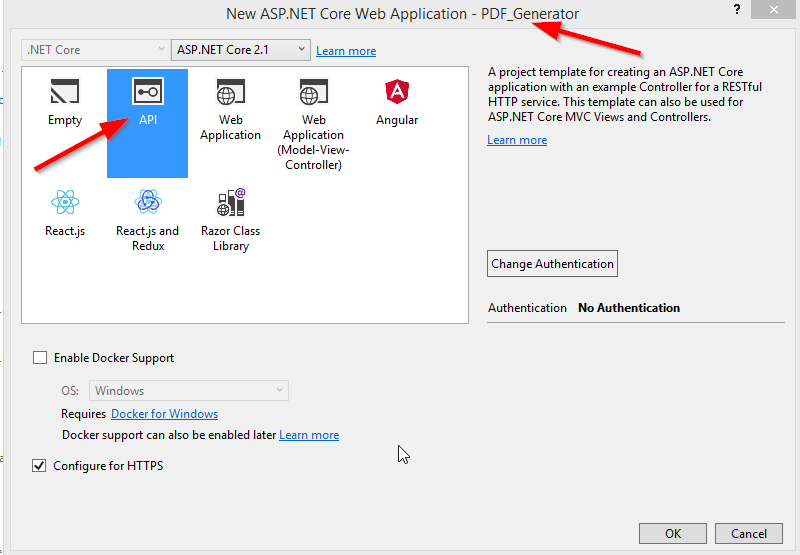 New ASP.NET Core Web Application - PDF_Generator
?
.NET Core
ASP.NET Core 2.1
Learn more
Empty
API
Web
Application
Web
Application
(Model-View-
Controller)
Angular
React.js
React.js and
Redux
Razor Class
Library
A project template for creating an ASP.NET Core
application with an example Controller for a RESTful
HTTP service. This template can also be used for
ASP.NET Core MVC Views and Controllers.
Learn more
Change Authentication
Authentication No Authentication
Enable Docker Support
OS: Windows
Requires Docker for Windows
Docker support can also be enabled later Learn more
Configure for HTTPS
OK
Cancel